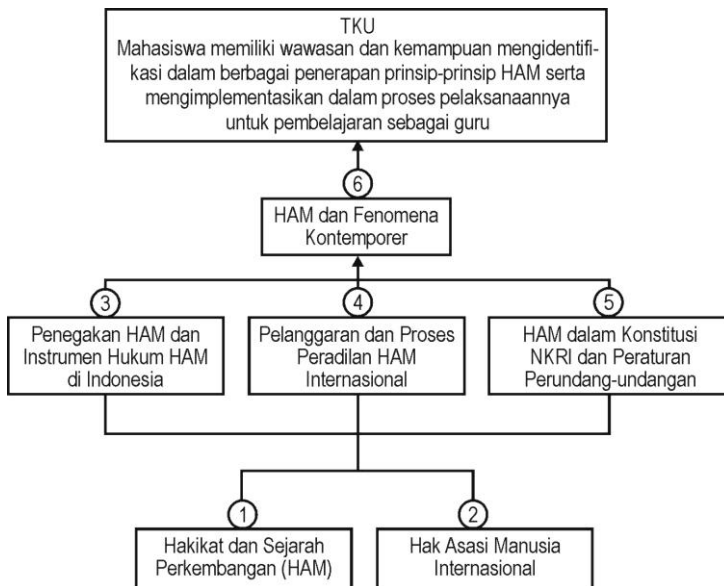 TKU
Mahasiswa memiliki wawasan dan kemampuan mengidentifi-
kasi dalam berbagai penerapan prinsip-prinsip HAM serta
mengimplementasikan dalam proses pelaksanaannya
untuk pembelajaran sebagai guru
6
HAM dan Fenomena
Kontemporer
3
Penegakan HAM dan
Instrumen Hukum HAM
di Indonesia
4
Pelanggaran dan Proses
Peradilan HAM
Internasional
5
HAM dalam Konstitusi
NKRI dan Peraturan
Perundang-undangan
1
Hakikat dan Sejarah
Perkembangan (HAM)
2
Hak Asasi Manusia
Internasional